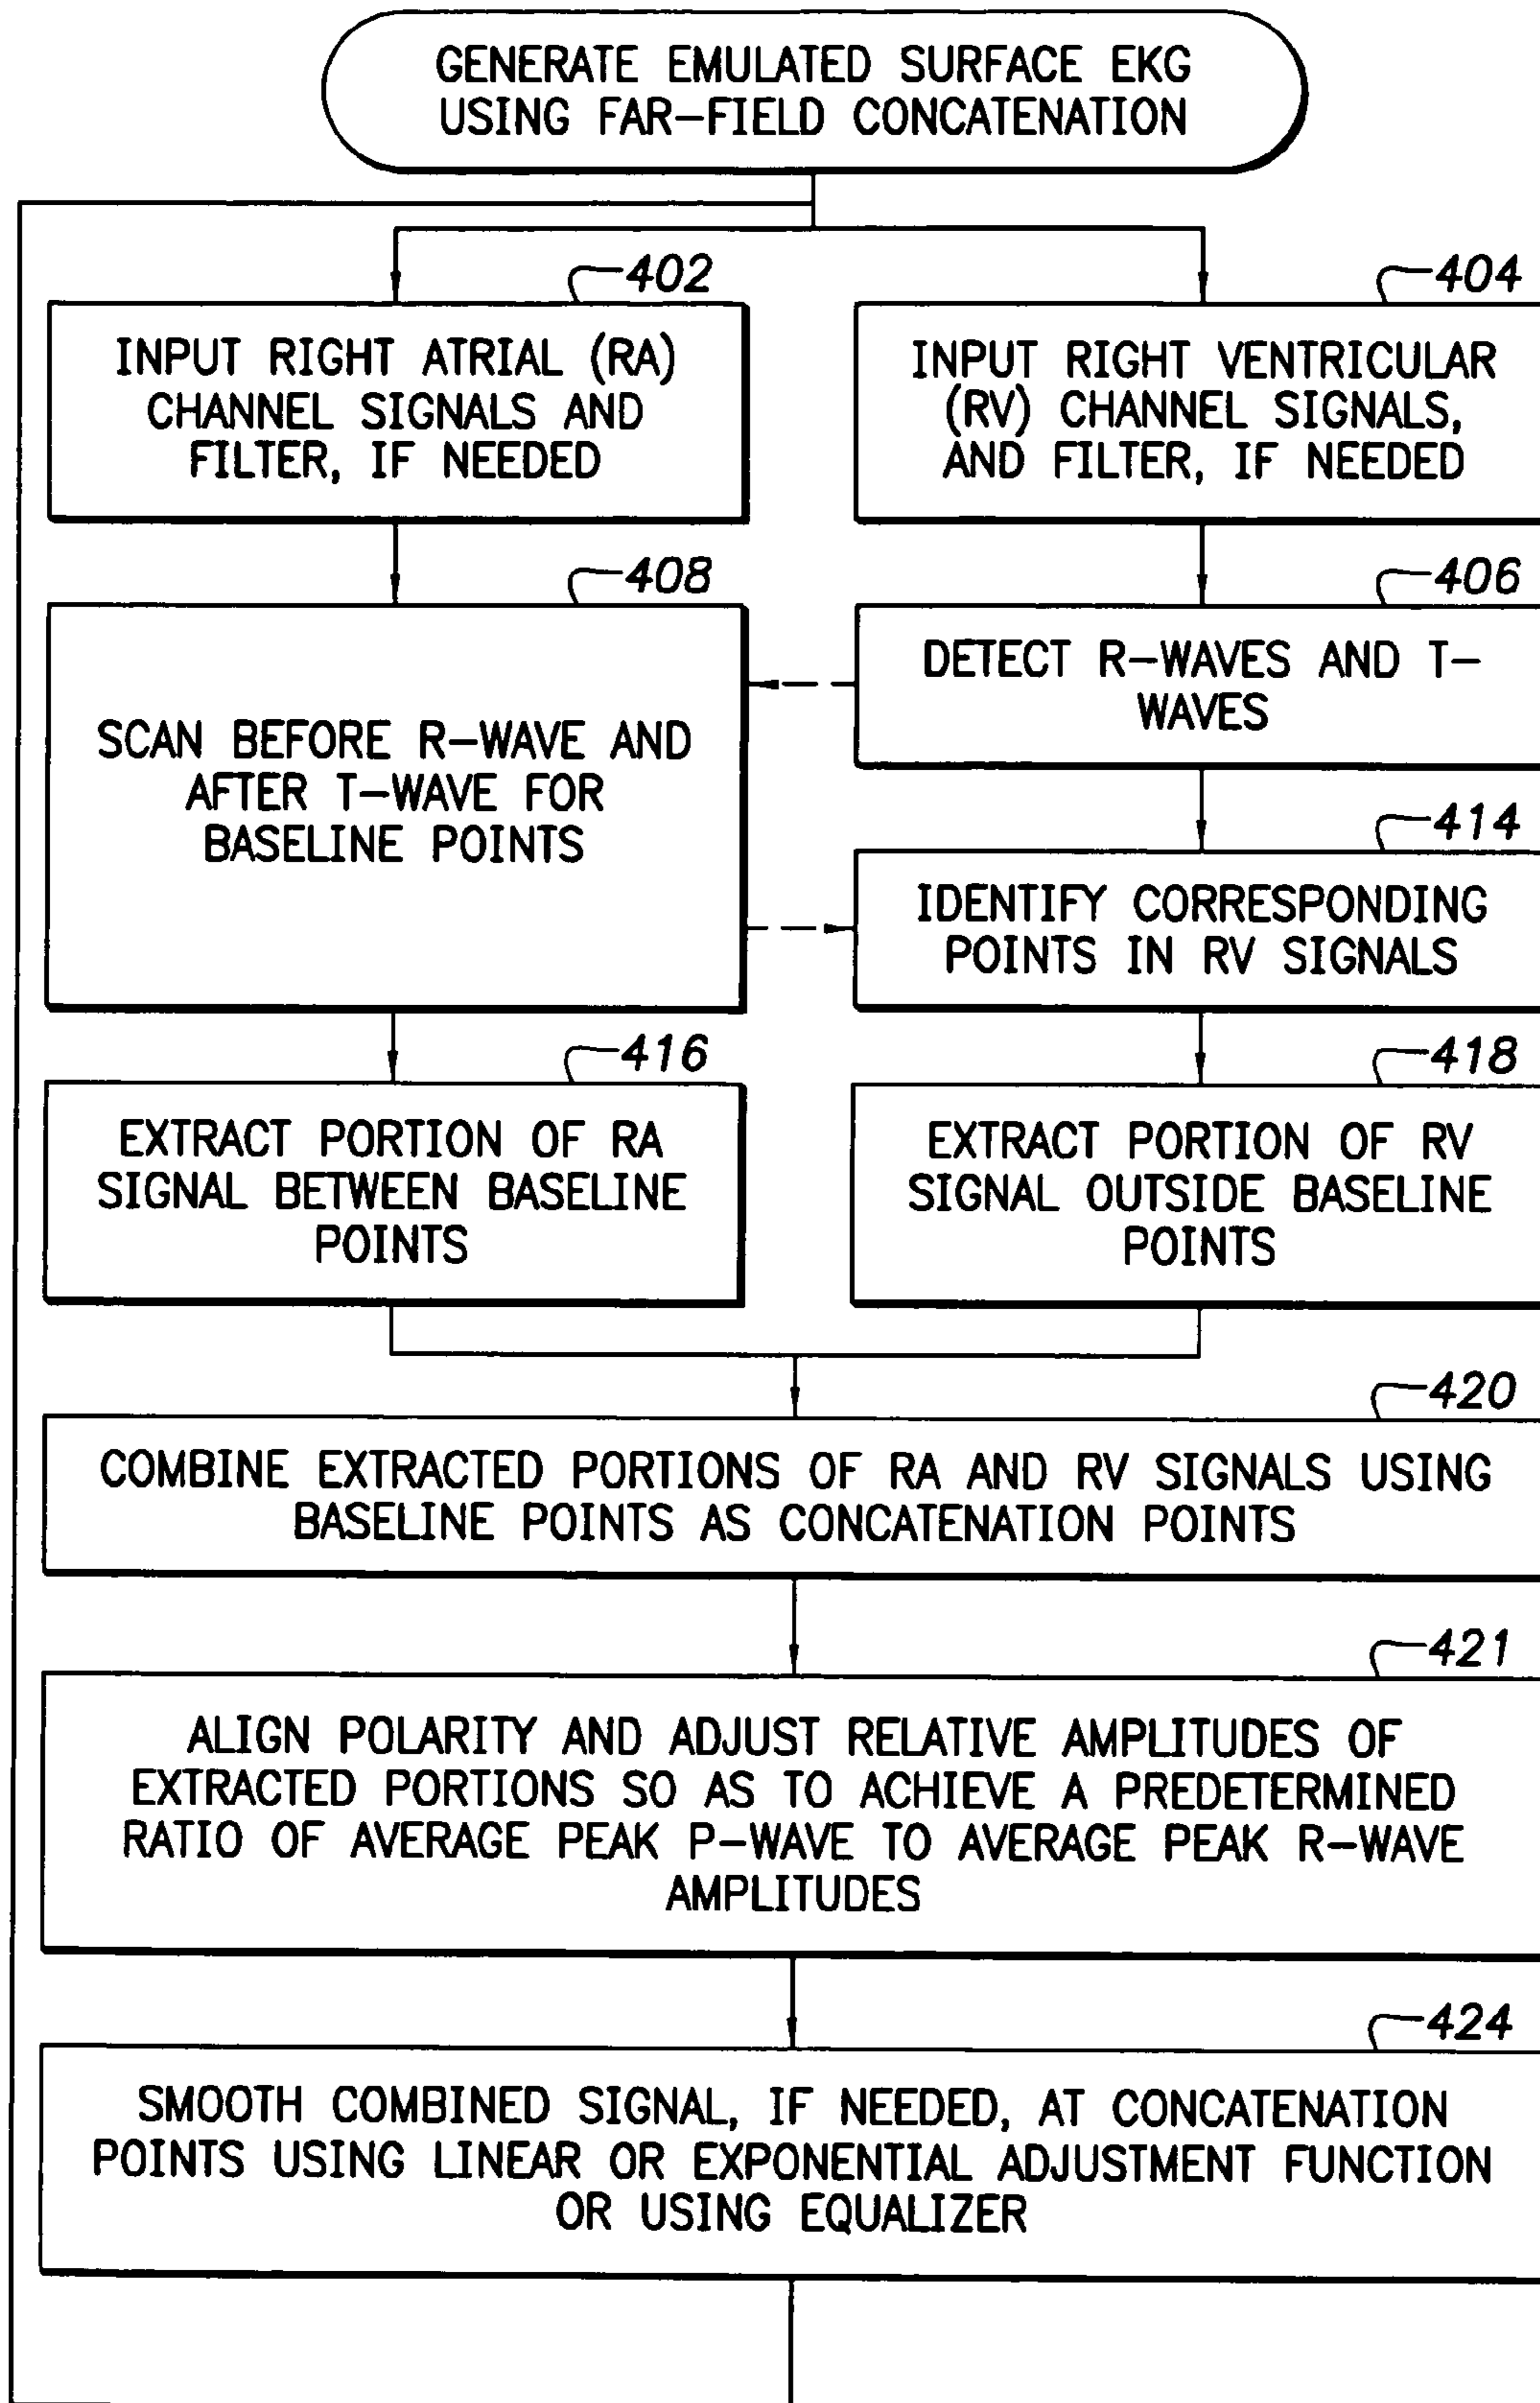 GENERATE EMULATED SURFACE EKG
USING FAR-FIELD CONCATENATION
402
INPUT RIGHT ATRIAL (RA)
CHANNEL SIGNALS AND
FILTER, IF NEEDED
404
INPUT RIGHT VENTRICULAR
(RV) CHANNEL SIGNALS,
AND FILTER, IF NEEDED
408
SCAN BEFORE R-WAVE AND
AFTER T-WAVE FOR
BASELINE POINTS
406
DETECT R-WAVES AND T-
WAVES
414
IDENTIFY CORRESPONDING
POINTS IN RV SIGNALS
416
EXTRACT PORTION OF RA
SIGNAL BETWEEN BASELINE
POINTS
418
EXTRACT PORTION OF RV
SIGNAL OUTSIDE BASELINE
POINTS
420
COMBINE EXTRACTED PORTIONS OF RA AND RV SIGNALS USING
BASELINE POINTS AS CONCATENATION POINTS
421
ALIGN POLARITY AND ADJUST RELATIVE AMPLITUDES OF
EXTRACTED PORTIONS SO AS TO ACHIEVE A PREDETERMINED
RATIO OF AVERAGE PEAK P-WAVE TO AVERAGE PEAK R-WAVE
AMPLITUDES
424
SMOOTH COMBINED SIGNAL, IF NEEDED, AT CONCATENATION
POINTS USING LINEAR OR EXPONENTIAL ADJUSTMENT FUNCTION
OR USING EQUALIZER